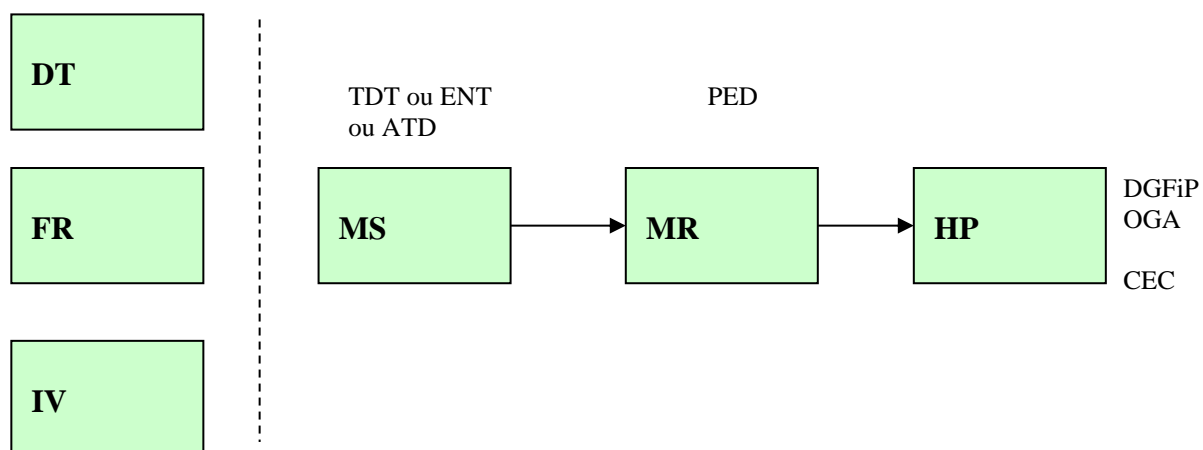 DT
TDT ou ENT
ou ATD
PED
FR
MS
MR
HP
DGFiP
OGA
CEC
IV